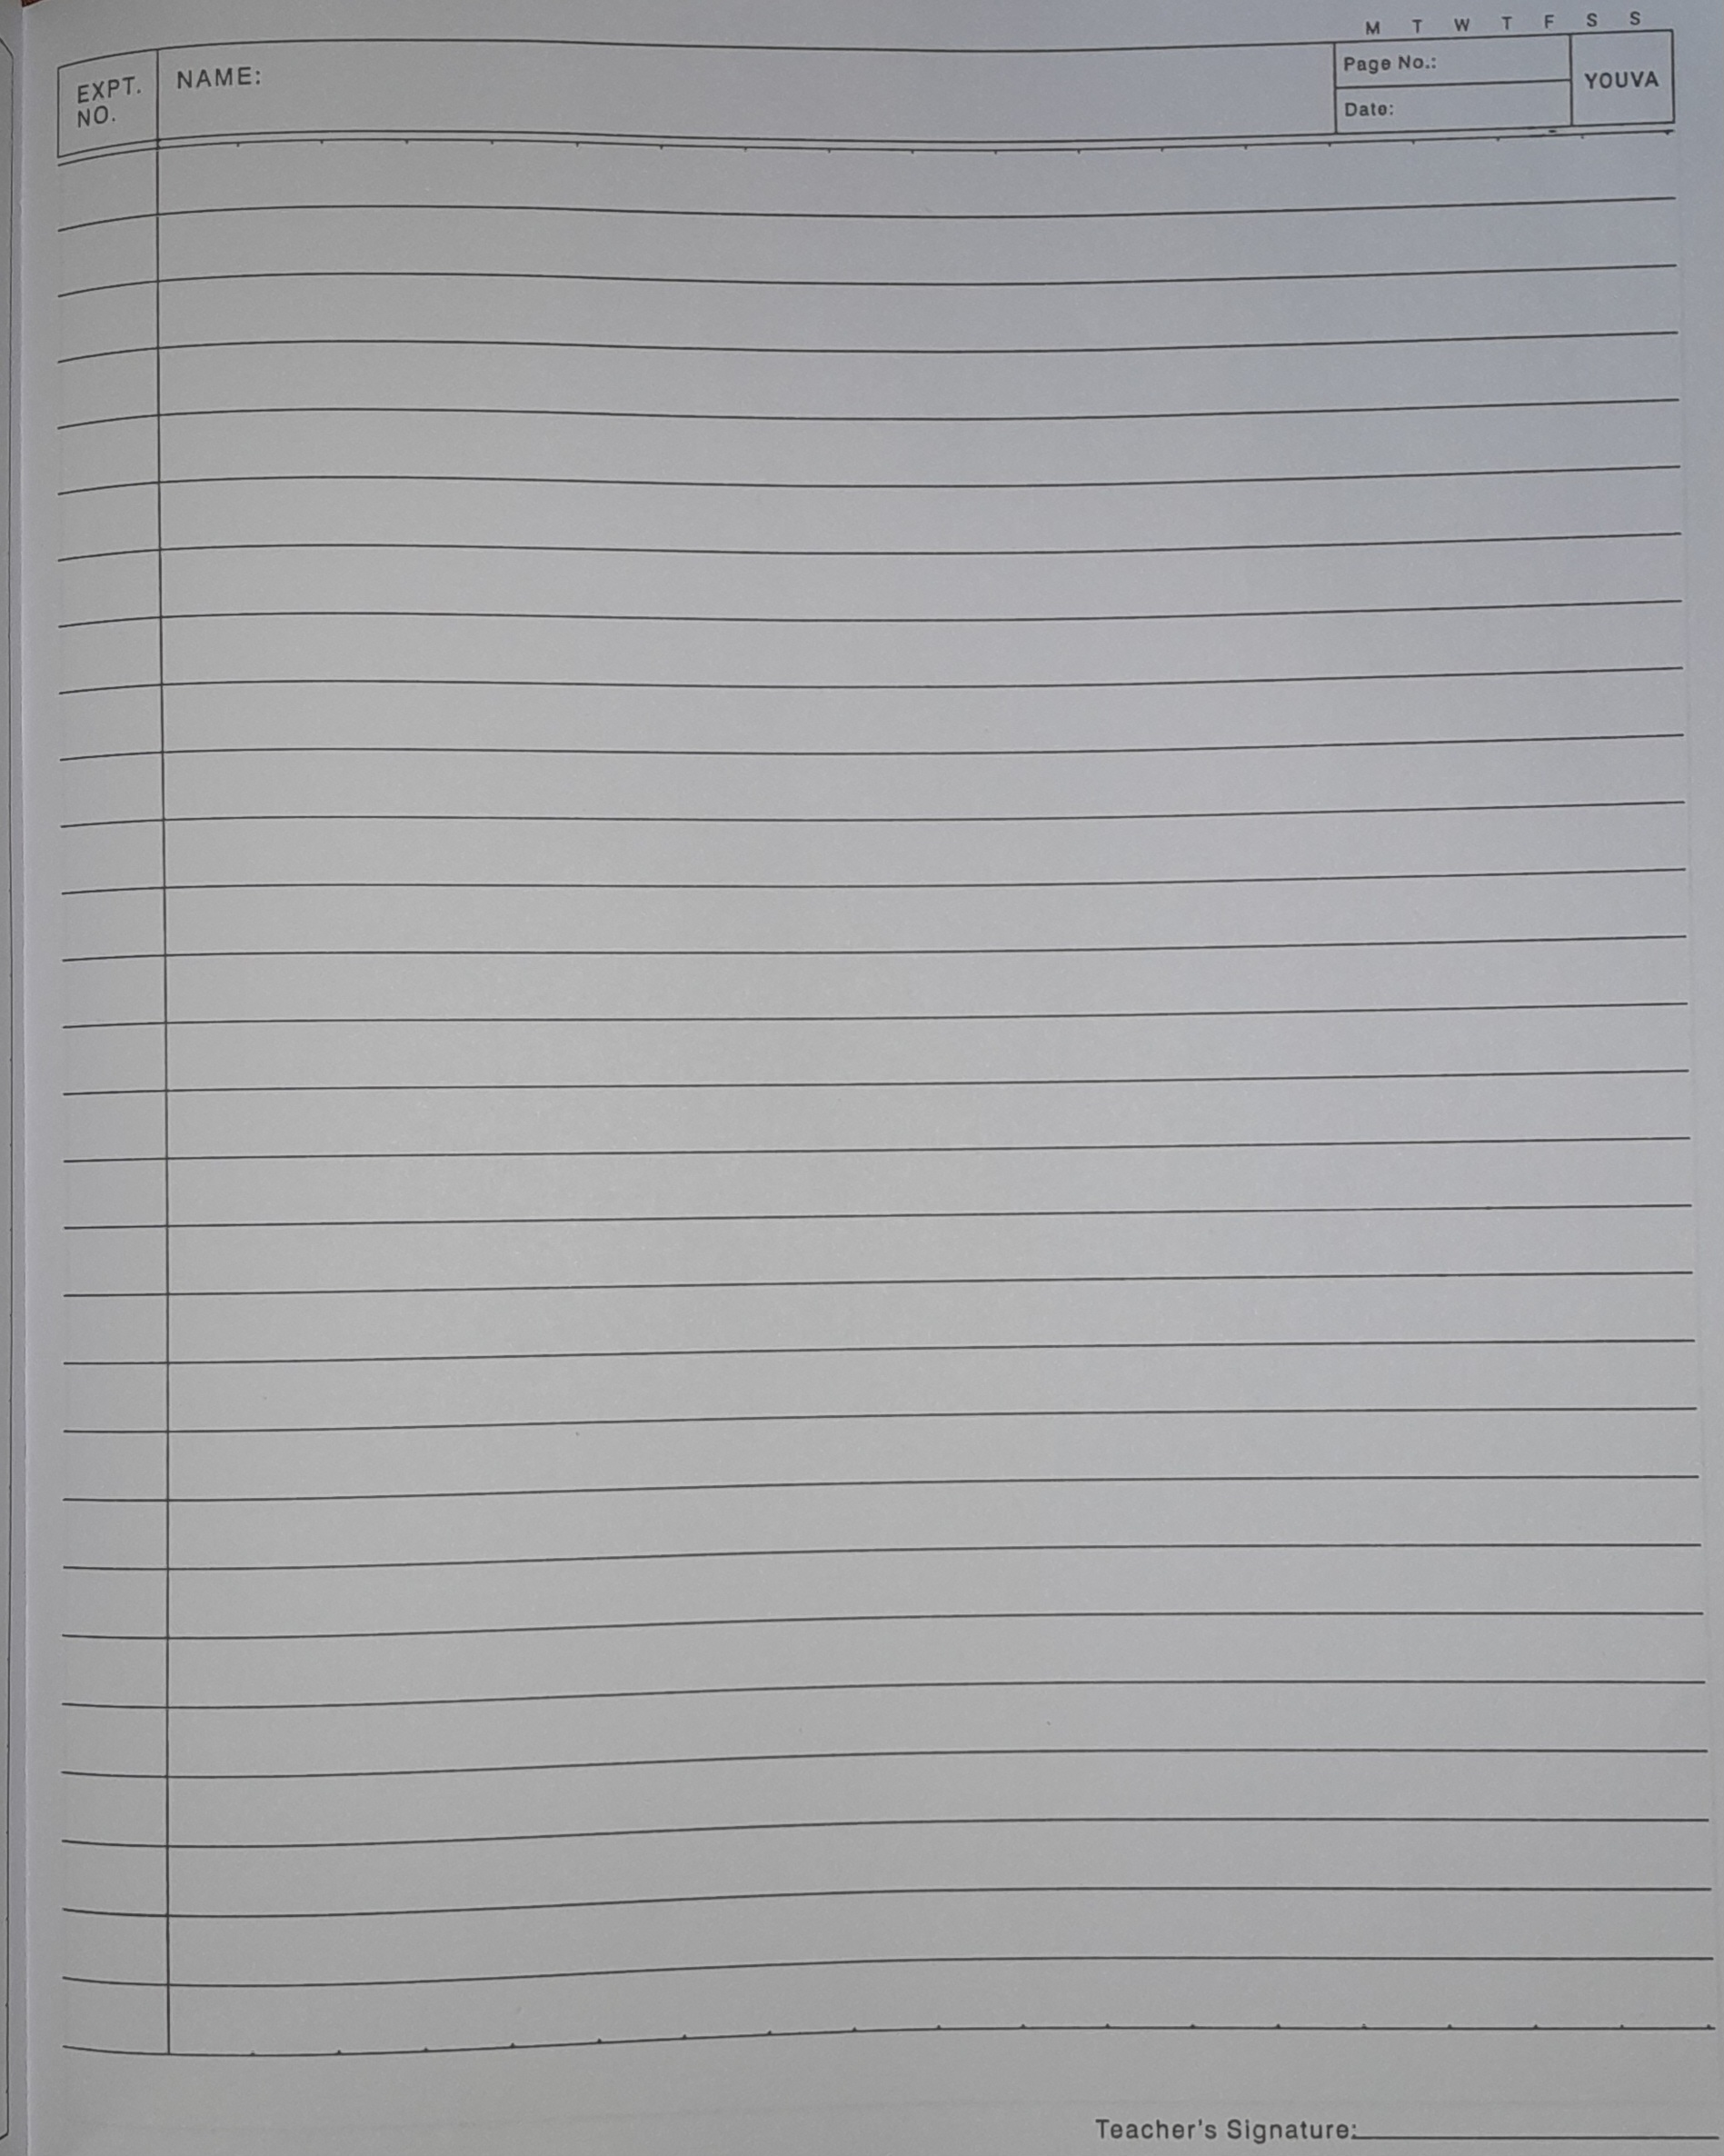 M T W T F S S
EXPT. NO.
NAME:
Page No.:
Date:
YOUVA
Teacher's Signature: